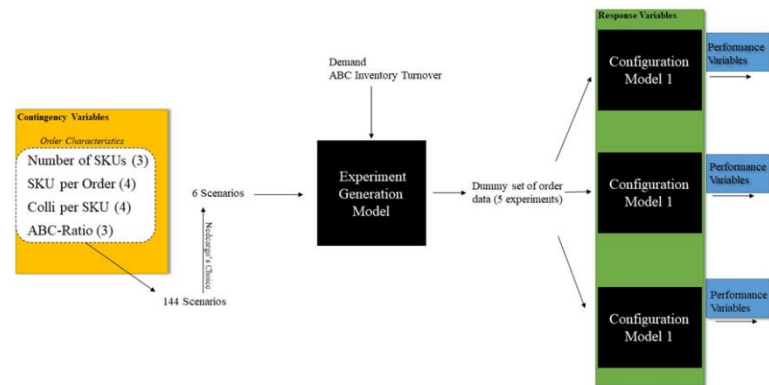 Contingency Variables
Order Characteristics
Number of SKUs (3)
SKU per Order (4)
Colli per SKU (4)
ABC-Ratio (3)
144 Scenarios
Nedcargo's Choice
6 Scenarios
Demand
ABC Inventory Turnover
Experiment
Generation
Model
Dummy set of order
data (5 experiments)
Response Variables
Configuration
Model 1
Performance
Variables
Configuration
Model 1
Performance
Variables
Configuration
Model 1
Performance
Variables